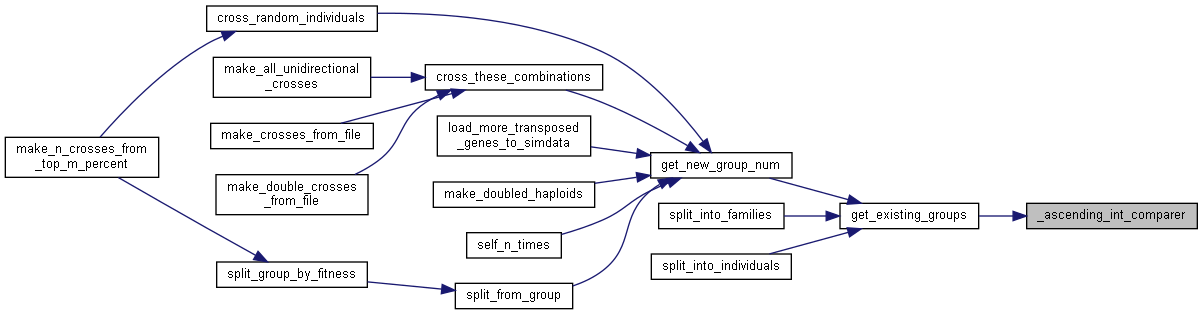 cross_random_individuals
make_all_unidirectional
_crosses
cross_these_combinations
make_crosses_from_file
load_more_transposed
_genes_to_simdata
make_n_crosses_from
_top_m_percent
get_new_group_num
make_double_crosses
_from_file
make_doubled_haploids
split_into_families
get_existing_groups
_ascending_int_comparer
self_n_times
split_into_individuals
split_group_by_fitness
split_from_group